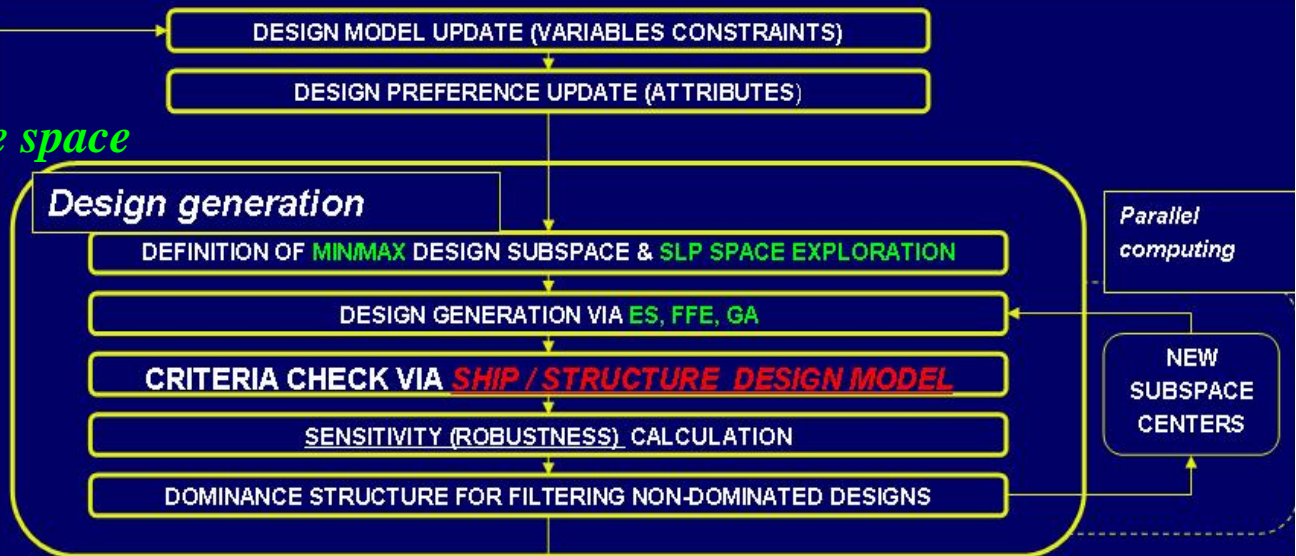 DESIGN MODEL UPDATE (VARIABLES CONSTRAINTS)
DESIGN PREFERENCE UPDATE (ATTRIBUTES)
e space
Design generation
DEFINITION OF MIN/MAX DESIGN SUBSPACE & SLP SPACE EXPLORATION
DESIGN GENERATION VIA ES, FFE, GA
CRITERIA CHECK VIA SHIP / STRUCTURE DESIGN MODEL
SENSITIVITY (ROBUSTNESS) CALCULATION
DOMINANCE STRUCTURE FOR FILTERING NON-DOMINATED DESIGNS
Parallel
computing
NEW
SUBSPACE
CENTERS